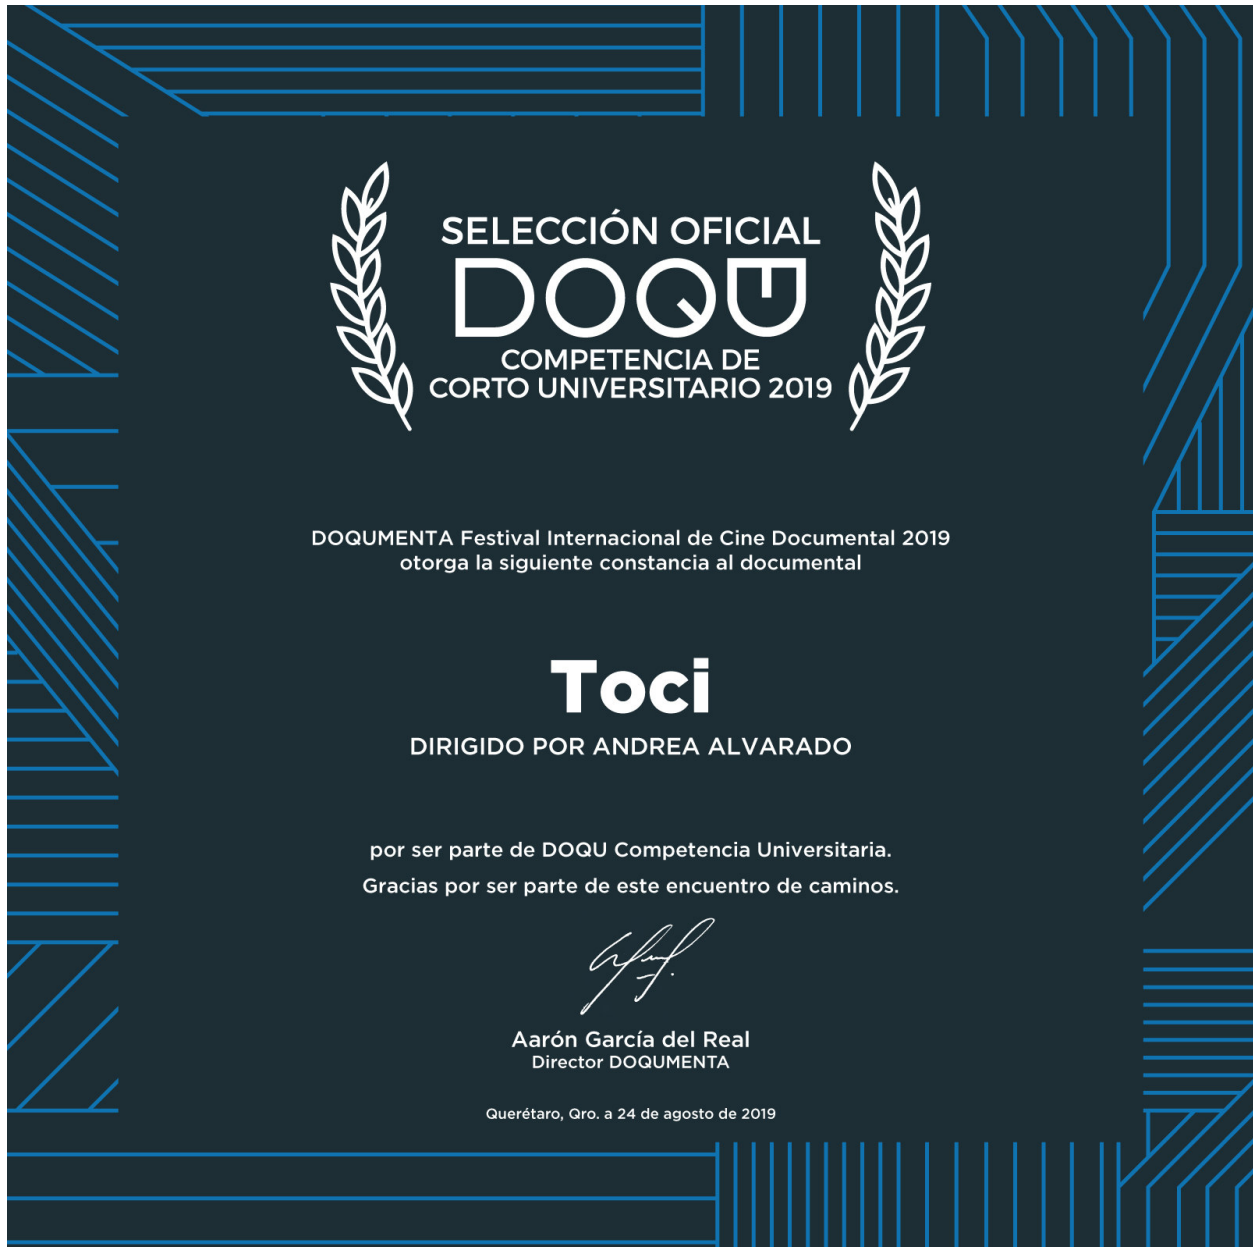 SELECCIÓN OFICIAL
DOQU
COMPETENCIA DE
CORTO UNIVERSITARIO 2019
DOQUMENTA Festival Internacional de Cine Documental 2019
otorga la siguiente constancia al documental
Toci
DIRIGIDO POR ANDREA ALVARADO
por ser parte de DOQU Competencia Universitaria.
Gracias por ser parte de este encuentro de caminos.
Aarón García del Real
Director DOQUMENTA
Querétaro, Qro. a 24 de agosto de 2019